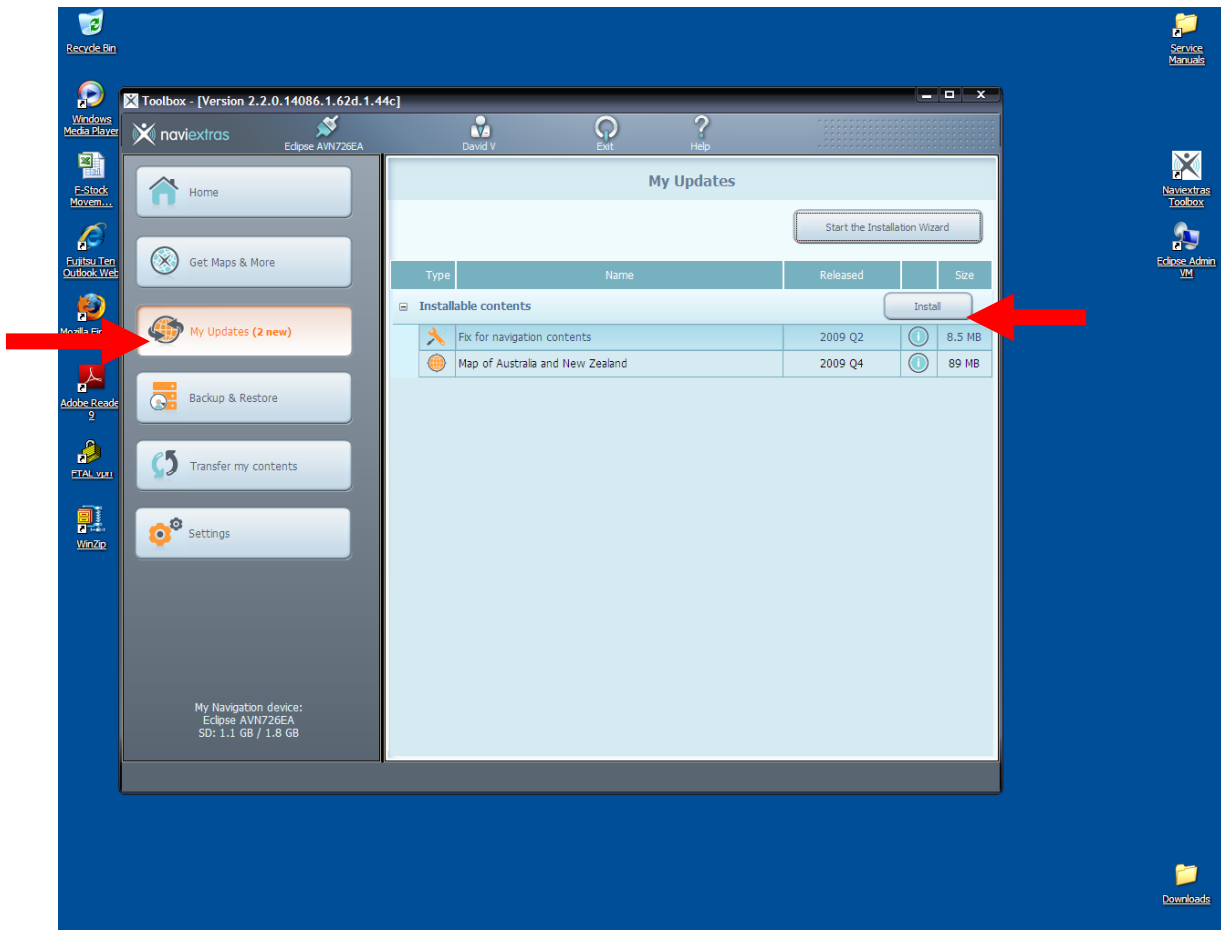 Recycle Bin
Service
Manuals
Windows
Media Player
Toolbox - [Version 2.2.0.14086.1.62d.1.44c]
naviextras
Eclipse AVN726EA
David V
Exit
Help
Home
My Updates
F-Stock
Movem...
Naviextras
Toolbox
Start the Installation Wizard
Fujitsu Ten
Outlook Web
Get Maps & More
Eclipse Admin
VM
Type
Name
Released
Size
Installable contents
Install
My Updates (2 new)
Fix for navigation contents
2009 Q2
8.5 MB
Map of Australia and New Zealand
2009 Q4
89 MB
Adobe Reade
9
Backup & Restore
Transfer my contents
FTAL vpn
Settings
WinZip
My Navigation device:
Eclipse AVN726EA
SD: 1.1 GB / 1.8 GB
Downloads